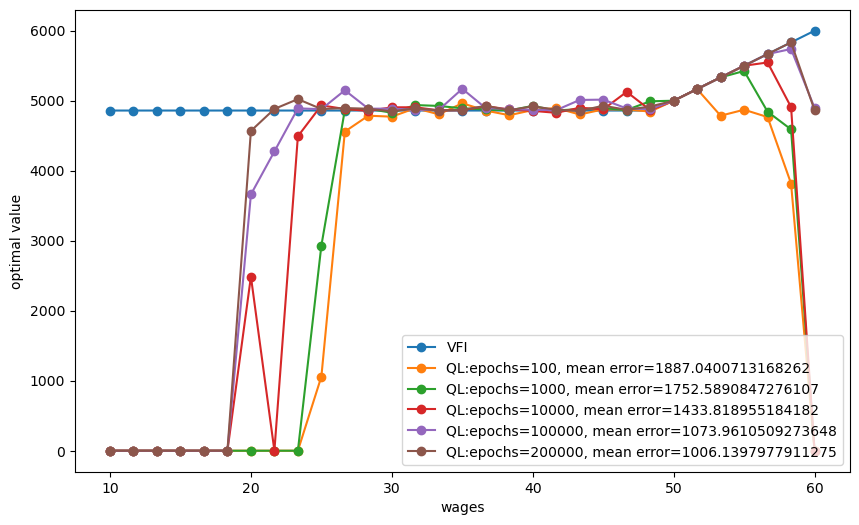 6000
5000
4000
3000
2000
1000
0
optimal value
10
20
30
40
50
60
wages
VFI
QL:epochs=100, mean error=1887.0400713168262
QL:epochs=1000, mean error=1752.5890847276107
QL:epochs=10000, mean error=1433.818955184182
QL:epochs=100000, mean error=1073.9610509273648
QL:epochs=200000, mean error=1006.1397977911275